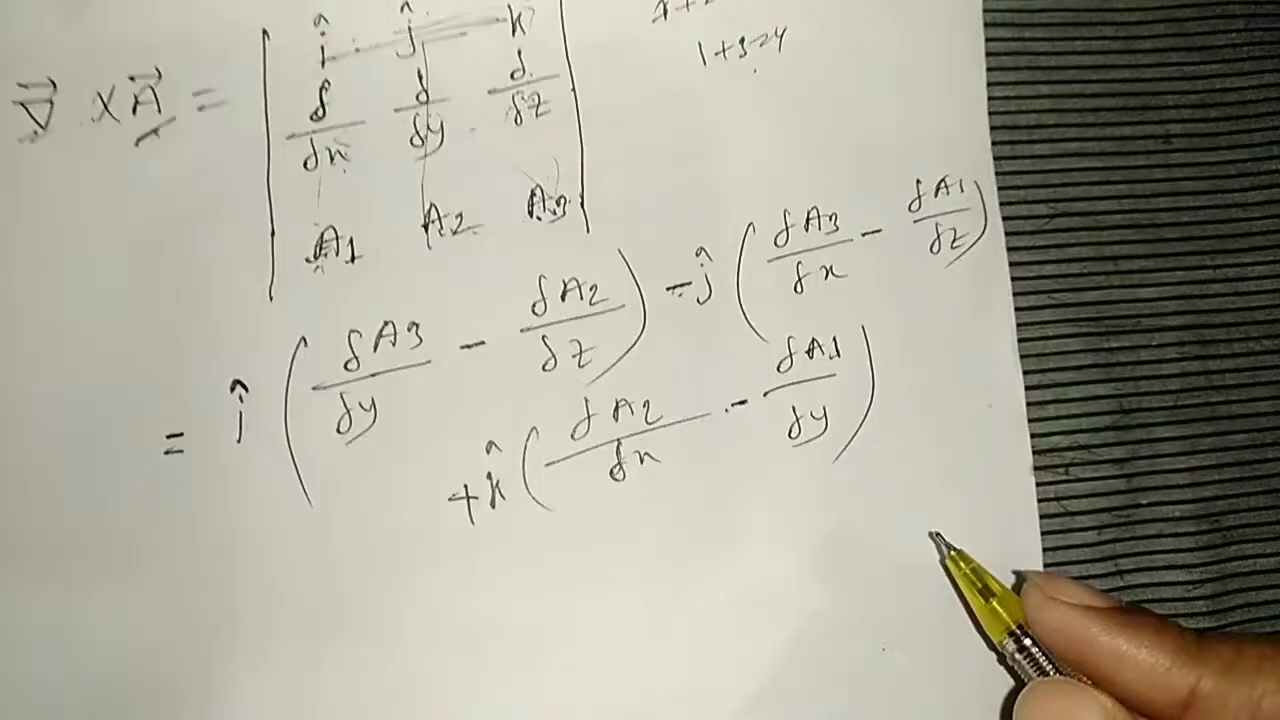 î ĵ k̂
∇⃗ × A⃗ = | δ/δx δ/δy δ/δz |
A1 A2 A3
1+3=4
= î ( δA3/δy − δA2/δz ) − ĵ ( δA3/δx − δA1/δz )
+ k̂ ( δA2/δx − δA1/δy )